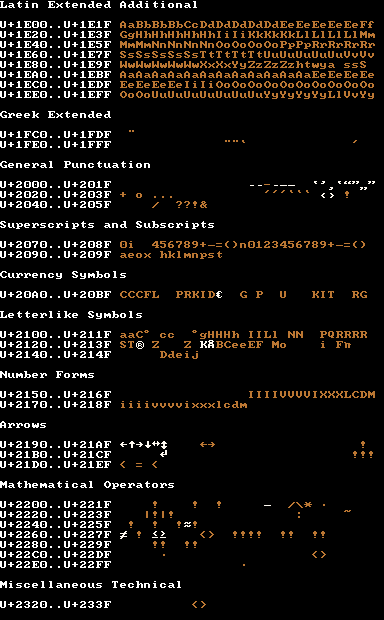 Latin Extended Additional
U+1E00..U+1E1F AaBbBbBbCcDdDdDdDdDdEeEeEeEeEeFf
U+1E20..U+1E3F GgHhHhHhHhHhIiIiKkKkKkLlLlLlLlMm
U+1E40..U+1E5F MmMmNnNnNnNnOoOoOoOoPpPpRrRrRrRr
U+1E60..U+1E7F SsSsSsSsSsTtTtTtTtUuUuUuUuUuVvVv
U+1E80..U+1E9F WwWwWwWwWwXxXxYyZzZzZzhtwya ssS
U+1EA0..U+1EBF AaAaAaAaAaAaAaAaAaAaAaAaEeEeEeEe
U+1EC0..U+1EDF EeEeEeEeIiIiOoOoOoOoOoOoOoOoOoOo
U+1EE0..U+1EFF OoOoUuUuUuUuUuUuUuYyYyYyYyLlVvYy
Greek Extended
U+1FC0..U+1FDF ¨
U+1FE0..U+1FFF ¨¨` ´
General Punctuation
U+2000..U+201F
U+2020..U+203F
U+2040..U+205F / ??!&
Superscripts and Subscripts
U+2070..U+208F 0i 456789+-=()n0123456789+-=()
U+2090..U+209F aeox hklmnpst
Currency Symbols
U+20A0..U+20BF CCCFL PRKID€ G P U KIT RG
Letterlike Symbols
U+2100..U+211F aaC° cc °gHHHh IILl NN PQRRRR
U+2120..U+213F
U+2140..U+214F Ddeij
Number Forms
U+2150..U+216F IIIIVVVVIXXXLCDM
U+2170..U+218F iiiivvvvixxxlcdm
Arrows
U+2190..U+21AF ←↑→↓↔↕ ↔ !
U+21B0..U+21CF ↵ !!!
U+21D0..U+21EF < = <
Mathematical Operators
U+2200..U+221F
U+2220..U+223F
U+2240..U+225F ! ! !≈!
U+2260..U+227F
U+2280..U+229F !! !!
U+22C0..U+22DF · <>
U+22E0..U+22FF ·
Miscellaneous Technical
U+2320..U+233F <>